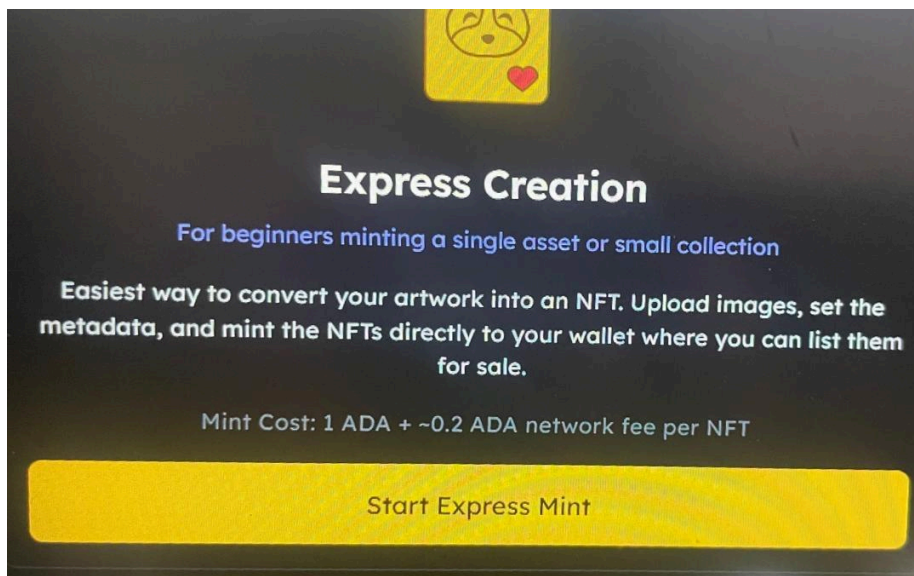 Express Creation
For beginners minting a single asset or small collection
Easiest way to convert your artwork into an NFT. Upload images, set the
metadata, and mint the NFTs directly to your wallet where you can list them
for sale.
Mint Cost: 1 ADA + ~0.2 ADA network fee per NFT
Start Express Mint